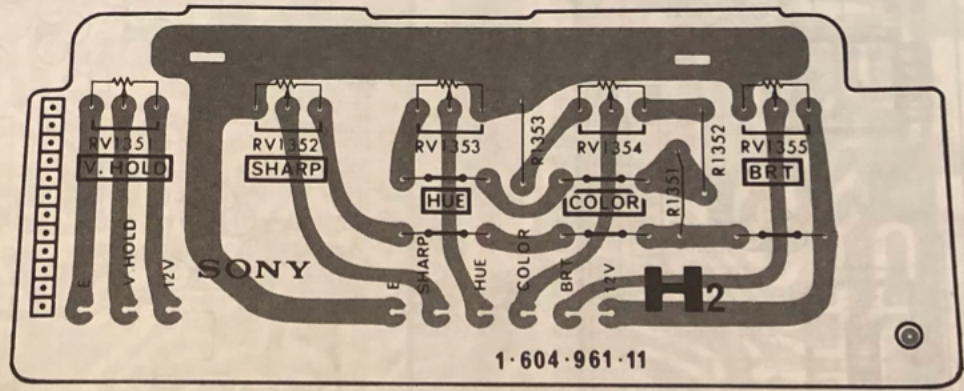 RV1351
V. HOLD
RV1352
SHARP
RV1353
HUE
R1353
RV1354
COLOR
R1351
R1352
RV1355
BRT
E
V. HOLD
12V
SONY
E
SHARP
HUE
COLOR
BRT
12V
H2
1-604-961-11